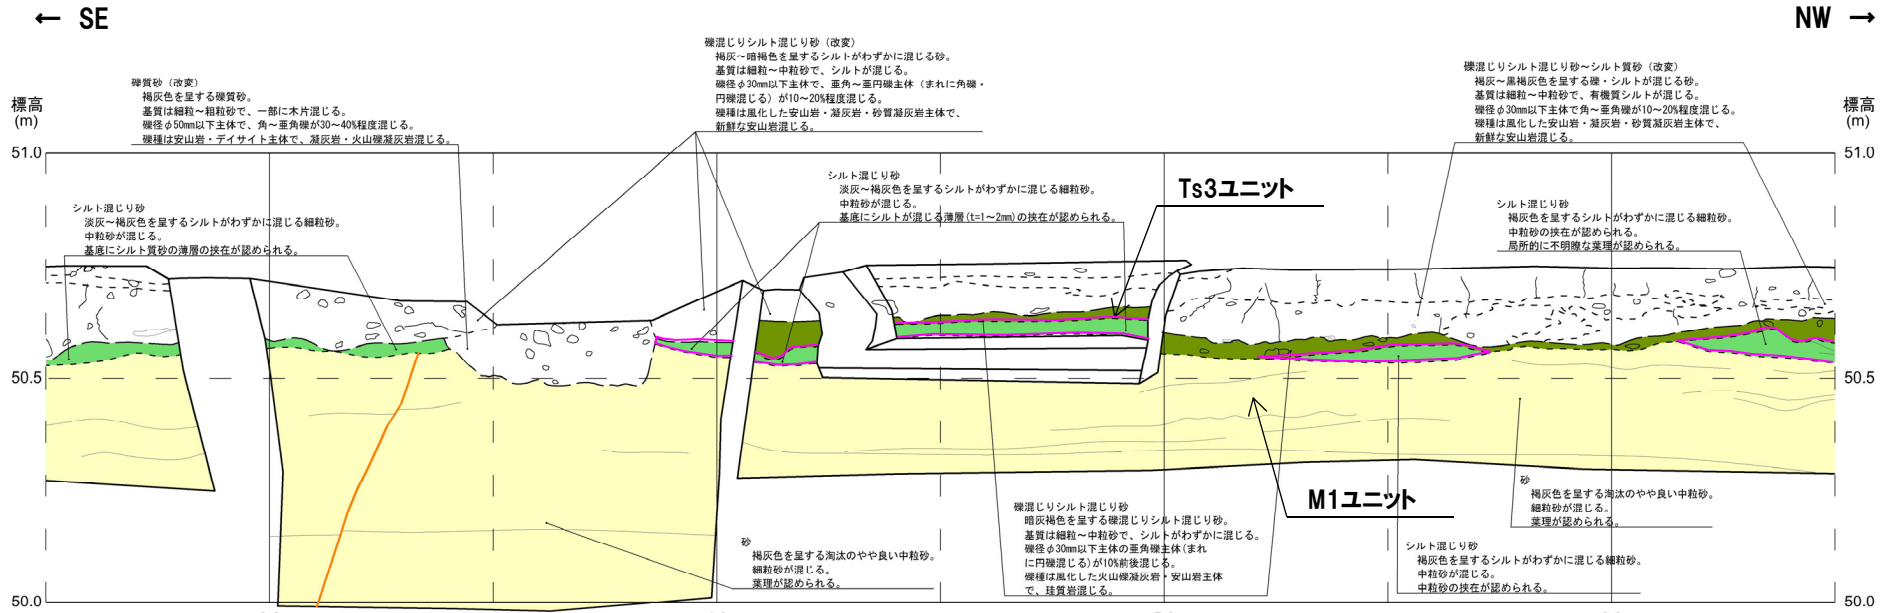 ← SE
NW →
標高
(m)
51.0
50.5
50.0
礫質砂（改変）
褐灰色を呈する礫質砂。
基質は細粒～粗粒砂で、一部に木片混じる。
礫径φ50mm以下主体で、角～亜角礫が30～40%程度混じる。
礫種は安山岩・デイサイト主体で、凝灰岩・火山礫凝灰岩混じる。
シルト混じり砂
淡灰～褐灰色を呈するシルトがわずかに混じる細粒砂。
中粒砂が混じる。
基底にシルト質砂の薄層の挟在が認められる。
礫混じりシルト混じり砂（改変）
褐灰～暗褐色を呈するシルトがわずかに混じる砂。
基質は細粒～中粒砂で、シルトが混じる。
礫径φ30mm以下主体で、亜角～亜円礫主体（まれに角礫・
円礫混じる）が10～20%程度混じる。
礫種は風化した安山岩・凝灰岩・砂質凝灰岩主体で、
新鮮な安山岩混じる。
シルト混じり砂
淡灰～褐灰色を呈するシルトがわずかに混じる細粒砂。
中粒砂が混じる。
基底にシルトが混じる薄層(t=1～2mm)の挟在が認められる。
Ts3ユニット
礫混じりシルト混じり砂～シルト質砂（改変）
褐灰～黒褐灰色を呈する礫・シルトが混じる砂。
基質は細粒～中粒砂で、有機質シルトが混じる。
礫径φ30mm以下主体で角～亜角礫が10～20%程度混じる。
礫種は風化した安山岩・凝灰岩・砂質凝灰岩主体で、
新鮮な安山岩混じる。
シルト混じり砂
褐灰色を呈するシルトがわずかに混じる細粒砂。
中粒砂の挟在が認められる。
局所的に不明瞭な葉理が認められる。
標高
(m)
51.0
50.5
50.0
砂
褐灰色を呈する淘汰のやや良い中粒砂。
細粒砂が混じる。
葉理が認められる。
礫混じりシルト混じり砂
暗灰褐色を呈する礫混じりシルト混じり砂。
基質は細粒～中粒砂で、シルトがわずかに混じる。
礫径φ30mm以下主体の亜角礫主体(まれ
に円礫混じる)が10%前後混じる。
礫種は風化した火山礫凝灰岩・安山岩主体
で、珪質岩混じる。
M1ユニット
砂
褐灰色を呈する淘汰のやや良い中粒砂。
細粒砂が混じる。
葉理が認められる。
シルト混じり砂
褐灰色を呈するシルトがわずかに混じる細粒砂。
中粒砂が混じる。
中粒砂の挟在が認められる。